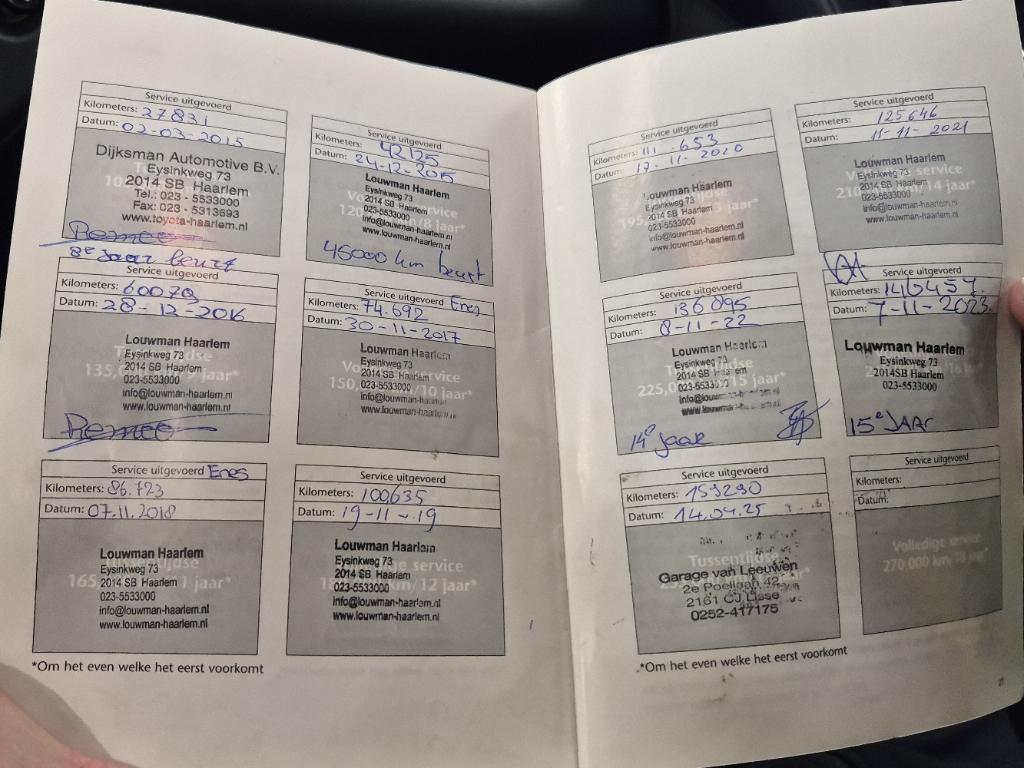 Service uitgevoerd
Kilometers: 27831
Datum: 02-03-2015
Dijksman Automotive B.V.
Eysinkweg 73
2014 SB Haarlem
Tel.: 023 - 5533000
Fax: 023 - 5313693
www.toyota-haarlem.nl
8e Jaar beurt
Service uitgevoerd
Kilometers: 42125
Datum: 24-12-2015
Louwman Haarlem
Eysinkweg 73
2014 SB Haarlem
023-5533000
info@louwman-haarlem.nl
www.louwman-haarlem.nl
45000 km beurt
Service uitgevoerd
Kilometers: 60079
Datum: 28-12-2016
Louwman Haarlem
Eysinkweg 73
2014 SB Haarlem
023-5533000
info@louwman-haarlem.nl
www.louwman-haarlem.nl
Service uitgevoerd Enes
Kilometers: 74.692
Datum: 30-11-2017
Louwman Haarlem
Eysinkweg 73
2014 SB Haarlem
023-5533000
info@louwman-haarlem.nl
www.louwman-haarlem.nl
Service uitgevoerd Enes
Kilometers: 86.723
Datum: 07.11.2018
Louwman Haarlem
Eysinkweg 73
2014 SB Haarlem
023-5533000
info@louwman-haarlem.nl
www.louwman-haarlem.nl
Service uitgevoerd
Kilometers: 100,635
Datum: 19-11-19
Louwman Haarlem
Eysinkweg 73
2014 SB Haarlem
023-5533000
info@louwman-haarlem.nl
www.louwman-haarlem.nl
*Om het even welke het eerst voorkomt
Service uitgevoerd
Kilometers: 111.653
Datum: 17-11-2020
Louwman Haarlem
Eysinkweg 73
2014 SB Haarlem
023-5533000
info@louwman-haarlem.nl
www.louwman-haarlem.nl
Service uitgevoerd
Kilometers: 125646
Datum: 11-11-2021
Louwman Haarlem
Eysinkweg 73
2014 SB Haarlem
023-5533000
info@louwman-haarlem.nl
www.louwman-haarlem.nl
Service uitgevoerd
Kilometers: 136095
Datum: 8-11-22
Louwman Haarlem
Eysinkweg 73
2014 SB Haarlem
023-5533000
14e Jaar
Service uitgevoerd
Kilometers: 146457.
Datum: 7-11-2023
Louwman Haarlem
Eysinkweg 73
2014SB HAARLEM
023-5533000
15e JAAR
Service uitgevoerd
Kilometers: 159290
Datum: 14.04.25
Tussentijdse
Garage van Leeuwen
2e Poellaan 42
2161 CJ Lisse
0252-417175
Service uitgevoerd
Kilometers:
Datum:
Volledige service
270,000 km/18 jaar*
*Om het even welke het eerst voorkomt